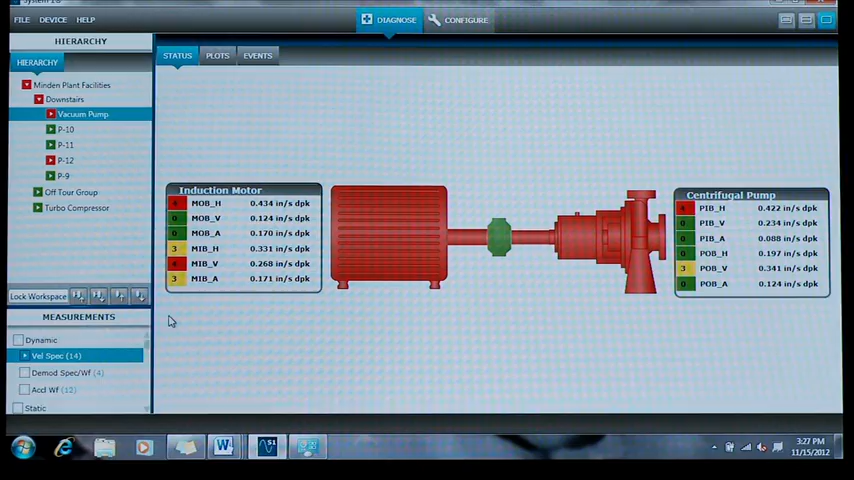 System 1®
FILE DEVICE HELP
DIAGNOSE CONFIGURE
HIERARCHY
HIERARCHY
Minden Plant Facilities
Downstairs
Vacuum Pump
P-10
P-11
P-12
P-9
Off Tour Group
Turbo Compressor
Lock Workspace
MEASUREMENTS
Dynamic
Vel Spec (14)
Demod Spec/Wf (4)
Accl Wf (12)
Static
STATUS PLOTS EVENTS
Induction Motor
4 MOB_H 0.434 in/s dpk
0 MOB_V 0.124 in/s dpk
0 MOB_A 0.170 in/s dpk
3 MIB_H 0.331 in/s dpk
4 MIB_V 0.268 in/s dpk
3 MIB_A 0.171 in/s dpk
Centrifugal Pump
4 PIB_H 0.422 in/s dpk
0 PIB_V 0.234 in/s dpk
0 PIB_A 0.088 in/s dpk
0 POB_H 0.197 in/s dpk
3 POB_V 0.341 in/s dpk
0 POB_A 0.124 in/s dpk
W
S1
3:27 PM
11/15/2012